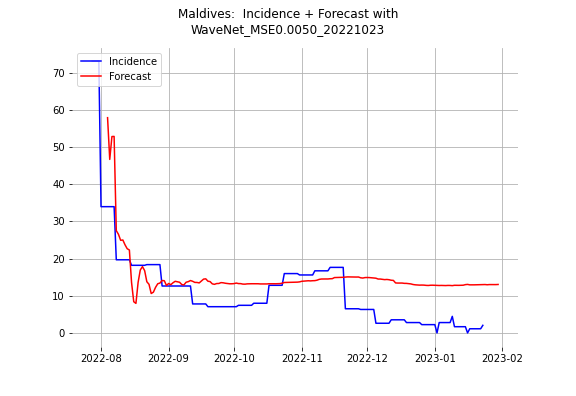 Maldives:  Incidence + Forecast with
WaveNet_MSE0.0050_20221023
Incidence
Forecast
70
60
50
40
30
20
10
0
2022-08 2022-09 2022-10 2022-11 2022-12 2023-01 2023-02